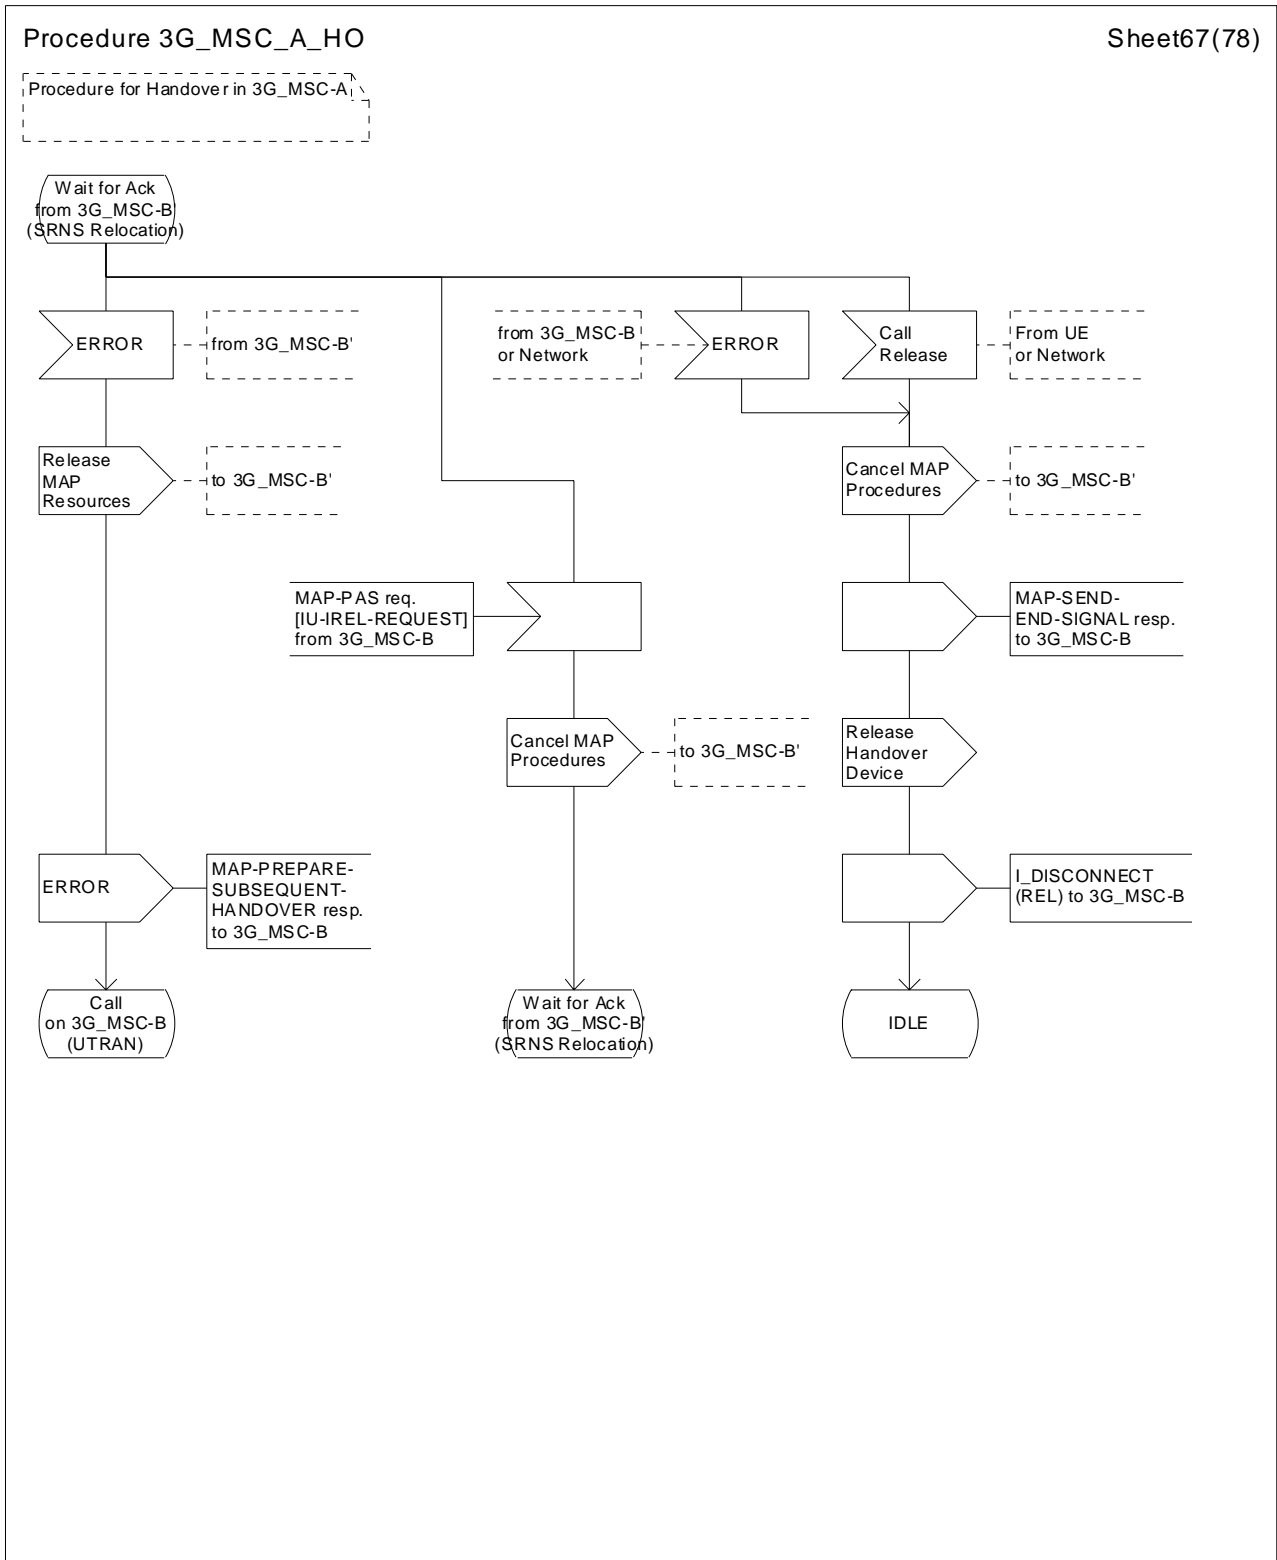 Procedure 3G_MSC_A_HO
Sheet67(78)
Procedure for Handover in 3G_MSC-A
Wait for Ack
from 3G_MSC-B'
(SRNS Relocation)
ERROR
from 3G_MSC-B'
from 3G_MSC-B
or Network
ERROR
Call
Release
From UE
or Network
Release
MAP
Resources
to 3G_MSC-B'
Cancel MAP
Procedures
to 3G_MSC-B'
MAP-PAS req.
[IU-IREL-REQUEST]
from 3G_MSC-B
MAP-SEND-
END-SIGNAL resp.
to 3G_MSC-B
Cancel MAP
Procedures
to 3G_MSC-B'
Release
Handover
Device
ERROR
MAP-PREPARE-
SUBSEQUENT-
HANDOVER resp.
to 3G_MSC-B
I_DISCONNECT
(REL) to 3G_MSC-B
Call
on 3G_MSC-B
(UTRAN)
Wait for Ack
from 3G_MSC-B'
(SRNS Relocation)
IDLE